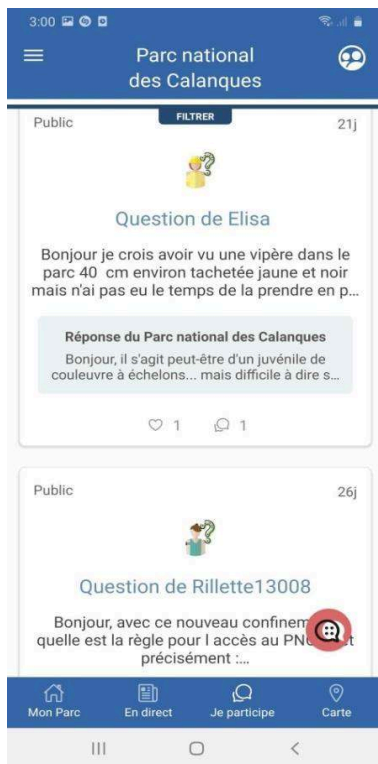 3:00
Parc national
des Calanques
FILTRER
Public 21j
Question de Elisa
Bonjour je crois avoir vu une vipère dans le
parc 40 cm environ tachetée jaune et noir
mais n'ai pas eu le temps de la prendre en p...
Réponse du Parc national des Calanques
Bonjour, il s'agit peut-être d'un juvénile de
couleuvre à échelons... mais difficile à dire s...
1 1
Public 26j
Question de Rillette13008
Bonjour, avec ce nouveau
quelle est la règle pour l accès au
précisément :...
Mon Parc En direct Je participe Carte